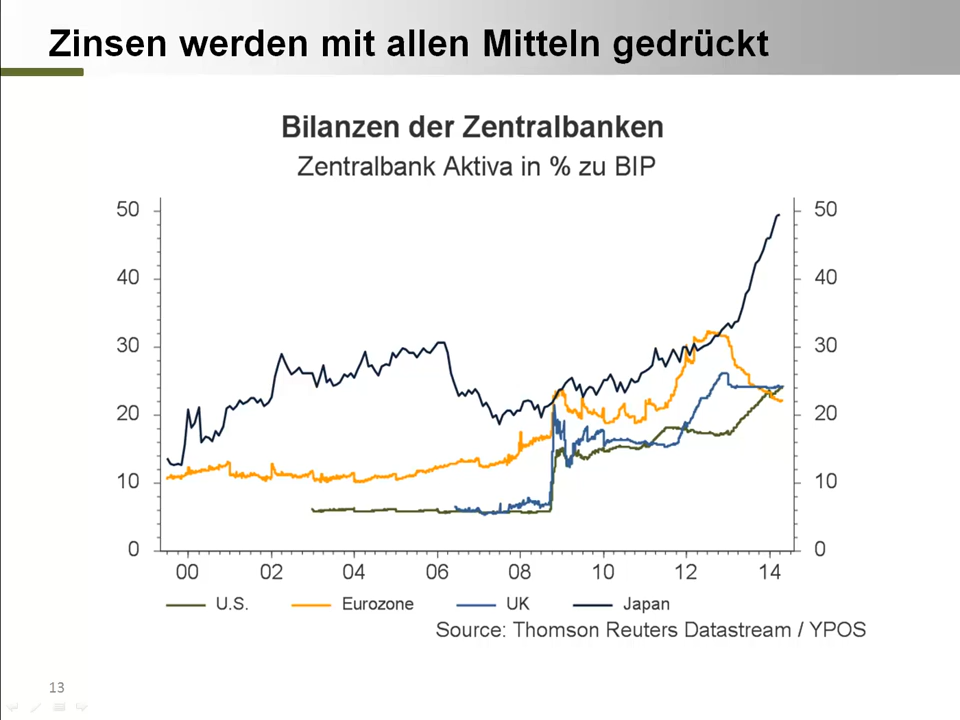 Zinsen werden mit allen Mitteln gedrückt
Bilanzen der Zentralbanken
Zentralbank Aktiva in % zu BIP
50 50
40 40
30 30
20 20
10 10
0 0
00 02 04 06 08 10 12 14
U.S. Eurozone UK Japan
Source: Thomson Reuters Datastream / YPOS
13